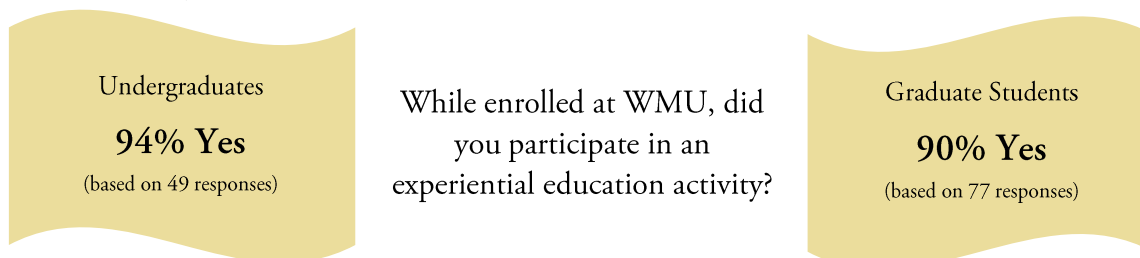 Undergraduates
94% Yes
(based on 49 responses)
While enrolled at WMU, did
you participate in an
experiential education activity?
Graduate Students
90% Yes
(based on 77 responses)